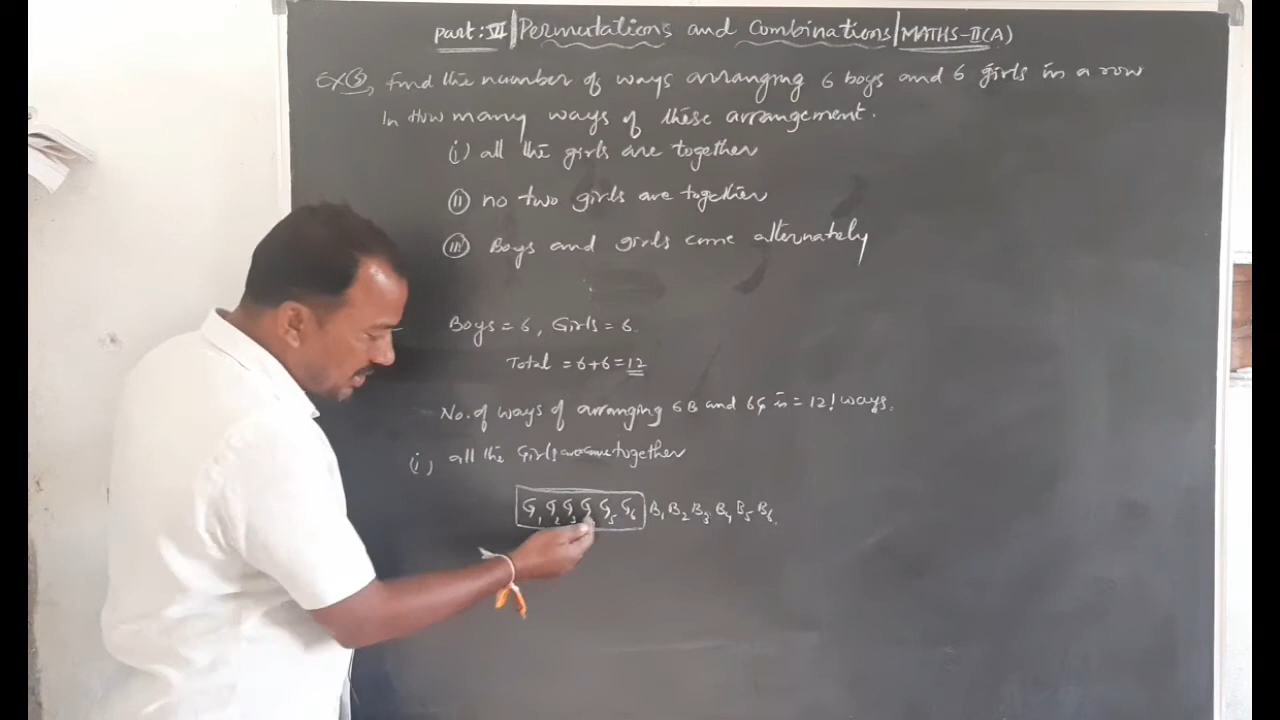 Part: VI | Permutations and Combinations | MATHS-II(A)
EX(3), Find the number of ways arranging 6 boys and 6 girls in a row
In How many ways of these arrangement.
(i) all the girls are together
(ii) no two girls are together
(iii) Boys and girls come alternately
Boys = 6, Girls = 6.
Total = 6+6 = 12
No. of ways of arranging 6B and 6G is = 12! ways.
(i) all the Girls are together
G1 G2 G3 G G5 G6 B1 B2 B3 B4 B5 B6.